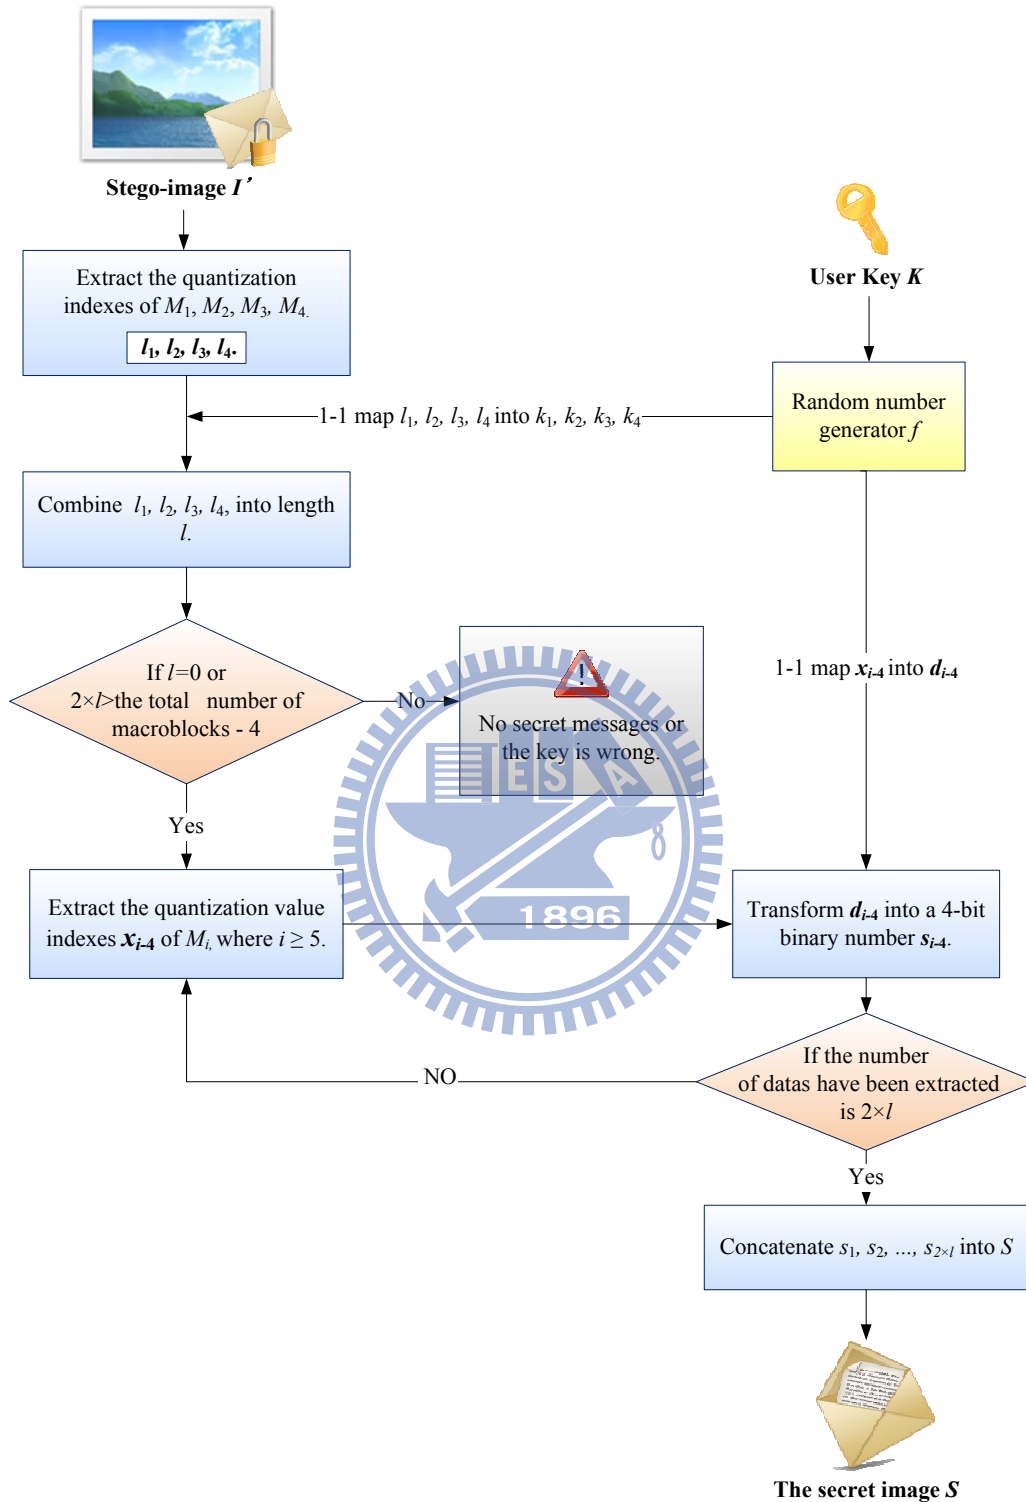 Stego-image I’
User Key K
Extract the quantization
indexes of M1, M2, M3, M4.
l1, l2, l3, l4.
Random number
generator f
1-1 map l1, l2, l3, l4 into k1, k2, k3, k4
Combine l1, l2, l3, l4, into length
l.
If l=0 or
2×l>the total number of
macroblocks - 4
No
!
No secret messages or
the key is wrong.
1-1 map xi-4 into di-4
ESA
Yes
Extract the quantization value
indexes xi-4 of Mi, where i ≥ 5.
1896
Transform di-4 into a 4-bit
binary number si-4.
If the number
of datas have been extracted
is 2×l
NO
Yes
Concatenate s1, s2, ..., s2×l into S
The secret image S